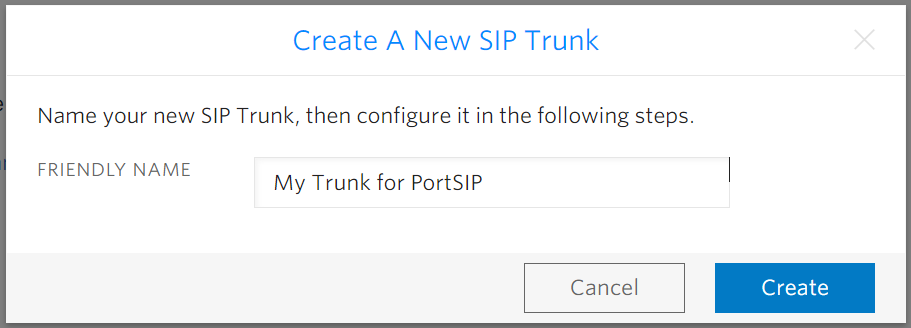 Create A New SIP Trunk
Name your new SIP Trunk, then configure it in the following steps.
FRIENDLY NAME
My Trunk for PortSIP
Cancel
Create